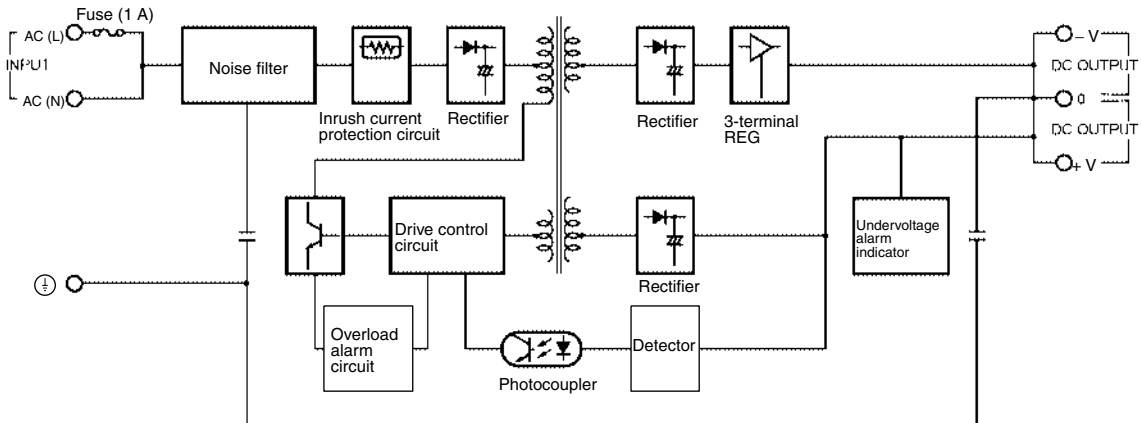 Fuse (1 A)
AC (L)
AC (N)
Noise filter
Inrush current
protection circuit
Rectifier
Rectifier
3-terminal
REG
– V
DC OUTPUT
0
DC OUTPUT
+ V
Drive control
circuit
Rectifier
Undervoltage
alarm
indicator
Overload
alarm
circuit
Photocoupler
Detector